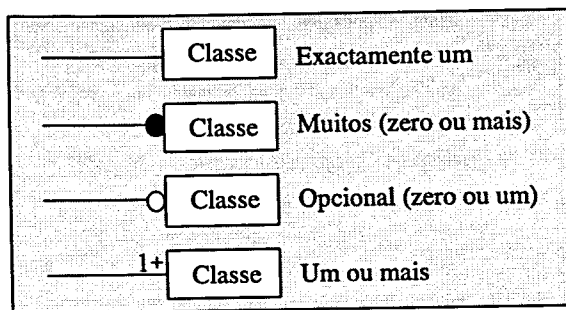 Classe Exactamente um
Classe Muitos (zero ou mais)
Classe Opcional (zero ou um)
1+ Classe Um ou mais